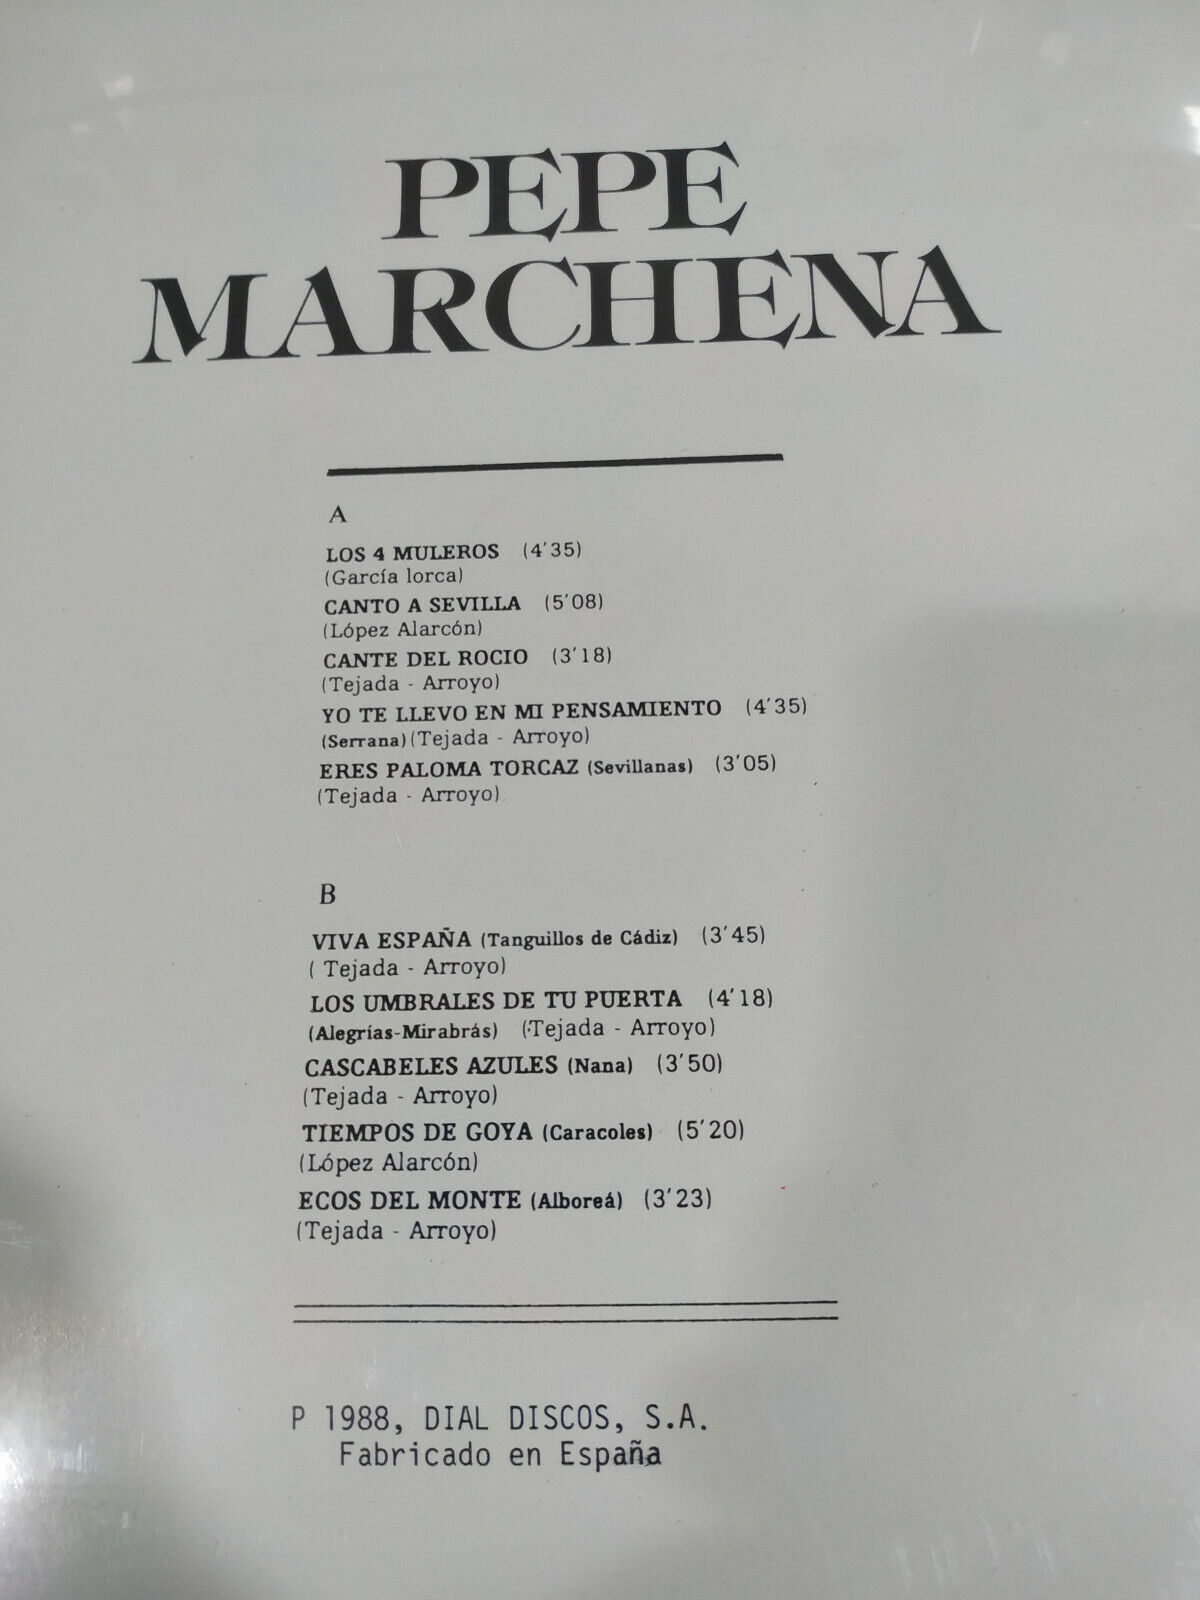 PEPE
MARCHENA
A
LOS 4 MULEROS (4'35)
(García lorca)
CANTO A SEVILLA (5'08)
(López Alarcón)
CANTE DEL ROCIO (3'18)
(Tejada - Arroyo)
YO TE LLEVO EN MI PENSAMIENTO (4'35)
(Serrana) (Tejada - Arroyo)
ERES PALOMA TORCAZ (Sevillanas) (3'05)
(Tejada - Arroyo)
B
VIVA ESPAÑA (Tanguillos de Cádiz) (3'45)
( Tejada - Arroyo)
LOS UMBRALES DE TU PUERTA (4'18)
(Alegrías-Mirabrás) (Tejada - Arroyo)
CASCABELES AZULES (Nana) (3'50)
(Tejada - Arroyo)
TIEMPOS DE GOYA (Caracoles) (5'20)
(López Alarcón)
ECOS DEL MONTE (Alboreá) (3'23)
(Tejada - Arroyo)
P 1988, DIAL DISCOS, S.A.
Fabricado en España